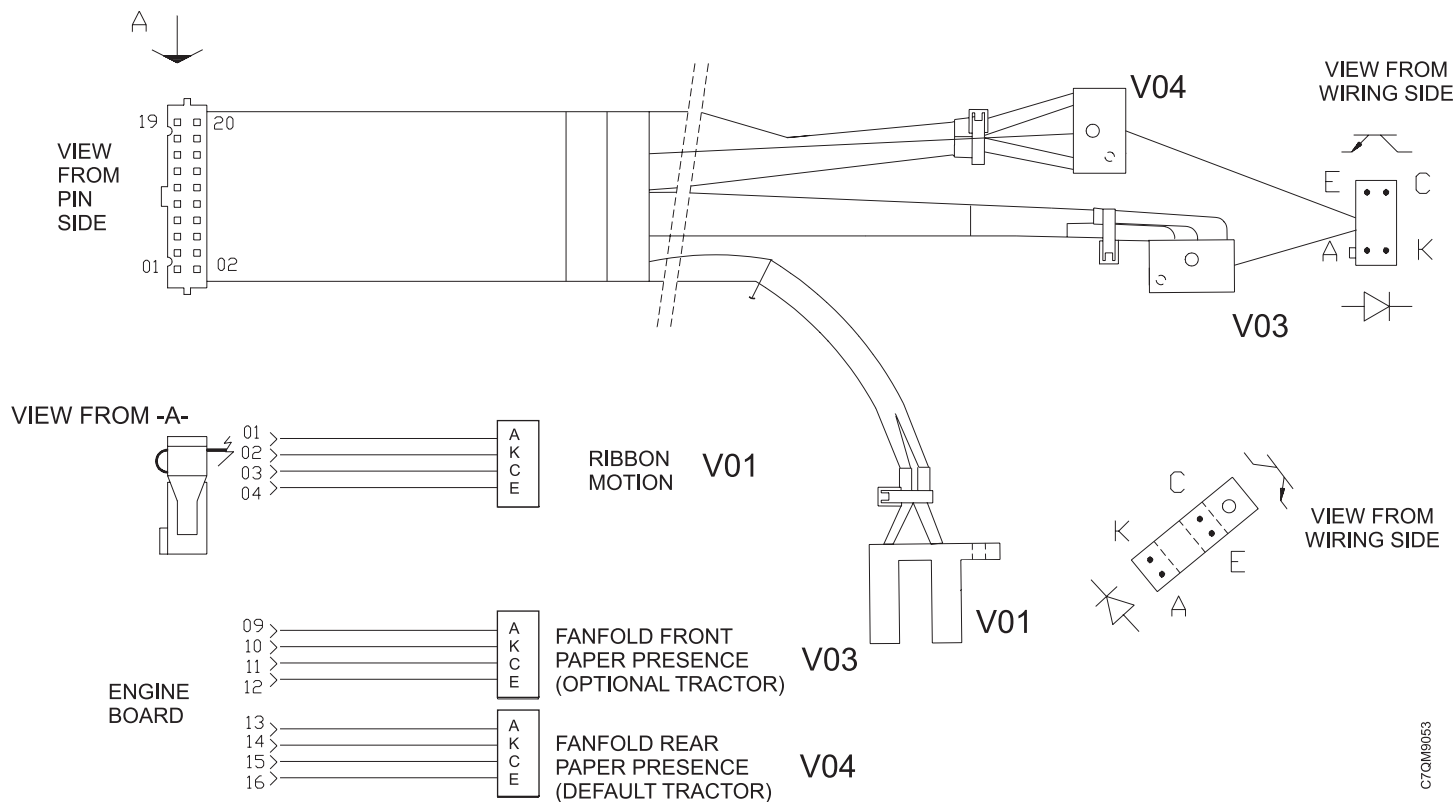 A
V04
VIEW FROM
WIRING SIDE
19
20
VIEW
FROM
PIN
SIDE
E
C
A
K
01
02
V03
VIEW FROM -A-
01
02
03
04
A
K
C
E
RIBBON
MOTION
V01
C
K
E
A
VIEW FROM
WIRING SIDE
V01
ENGINE
BOARD
09
10
11
12
A
K
C
E
FANFOLD FRONT
PAPER PRESENCE
(OPTIONAL TRACTOR)
V03
13
14
15
16
A
K
C
E
FANFOLD REAR
PAPER PRESENCE
(DEFAULT TRACTOR)
V04
C7QM9053